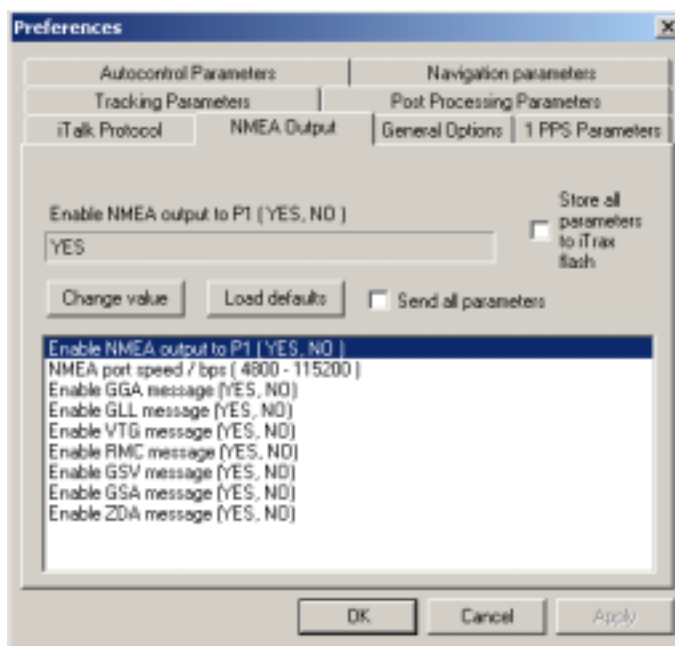 Preferences
Autocontrol Parameters
Navigation parameters
Tracking Parameters
Post Processing Parameters
iTalk Protocol
NMEA Output
General Options
1 PPS Parameters
Enable NMEA output to P1 ( YES, NO )
YES
Store all
parameters
to iTrax
flash
Change value
Load defaults
Send all parameters
Enable NMEA output to P1 ( YES, NO )
NMEA port speed / bps ( 4800 - 115200 )
Enable GGA message (YES, NO)
Enable GLL message (YES, NO)
Enable VTG message (YES, NO)
Enable RMC message (YES, NO)
Enable GSV message (YES, NO)
Enable GSA message (YES, NO)
Enable ZDA message (YES, NO)
OK
Cancel
Apply